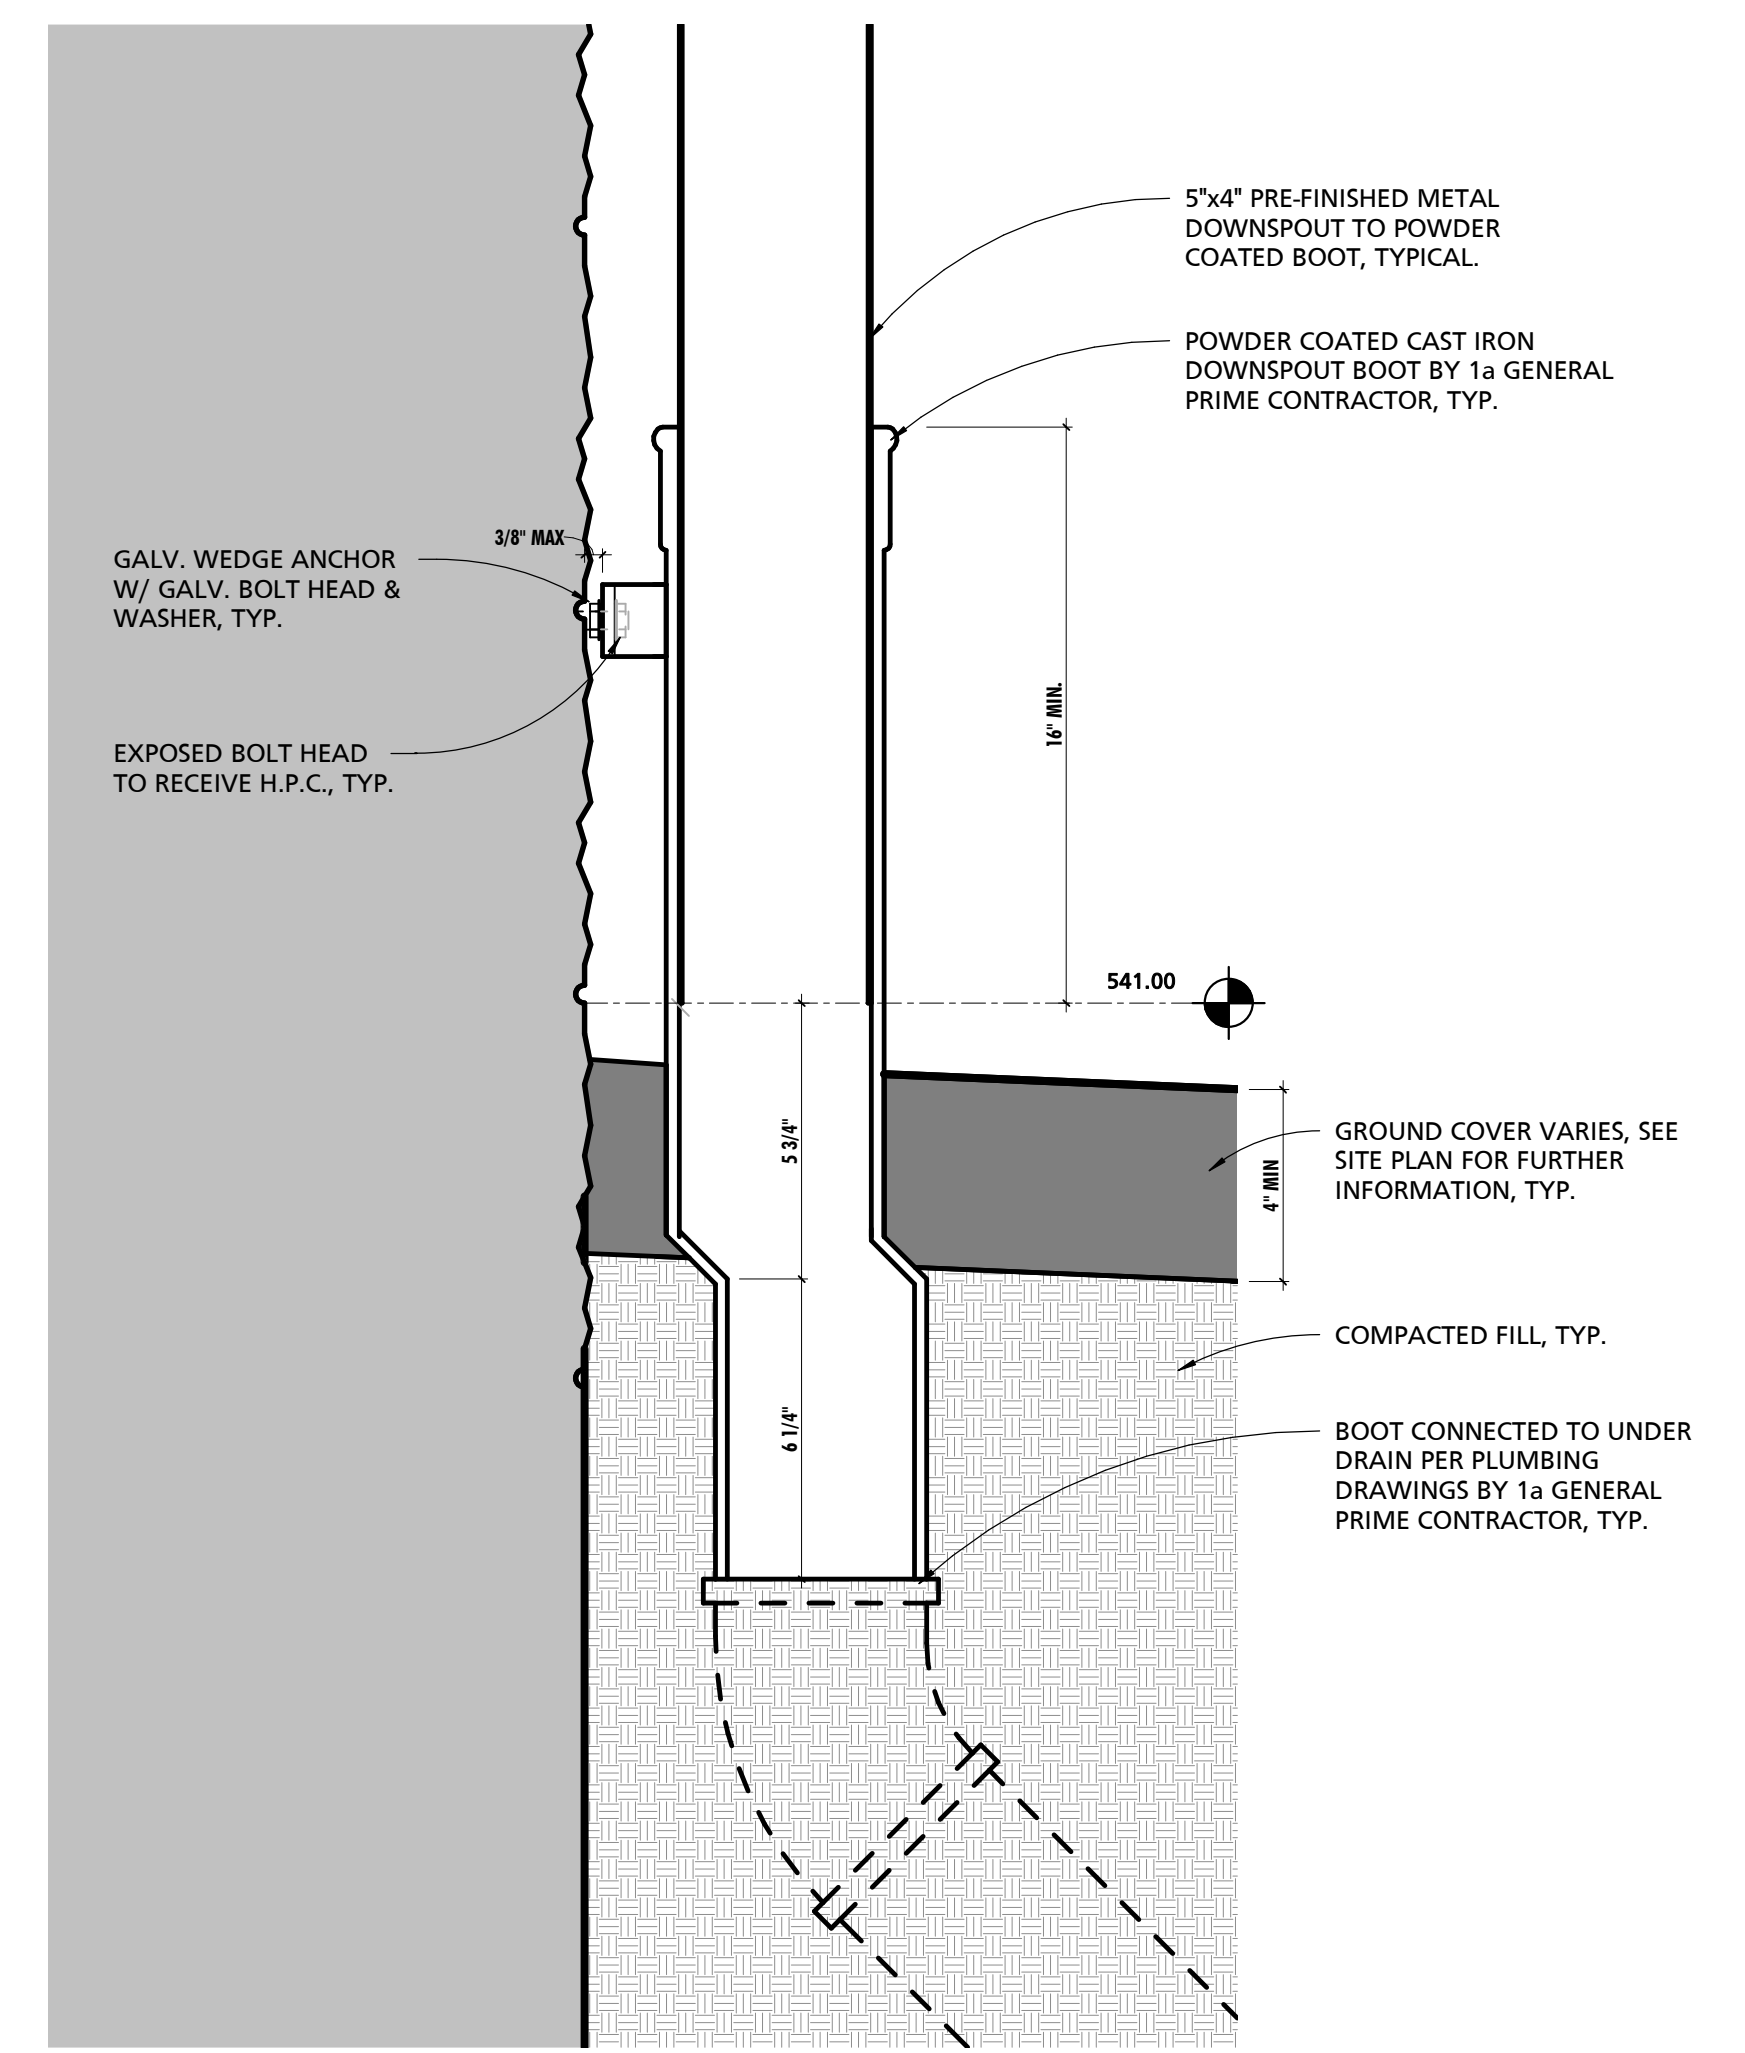 5"x4" PRE-FINISHED METAL
DOWNSPOUT TO POWDER
COATED BOOT, TYPICAL.
POWDER COATED CAST IRON
DOWNSPOUT BOOT BY 1a GENERAL
PRIME CONTRACTOR, TYP.
3/8" MAX
GALV. WEDGE ANCHOR
W/ GALV. BOLT HEAD &
WASHER, TYP.
16" MIN.
EXPOSED BOLT HEAD
TO RECEIVE H.P.C., TYP.
541.00
5 3/4"
4" MIN
GROUND COVER VARIES, SEE
SITE PLAN FOR FURTHER
INFORMATION, TYP.
COMPACTED FILL, TYP.
6 1/4"
BOOT CONNECTED TO UNDER
DRAIN PER PLUMBING
DRAWINGS BY 1a GENERAL
PRIME CONTRACTOR, TYP.